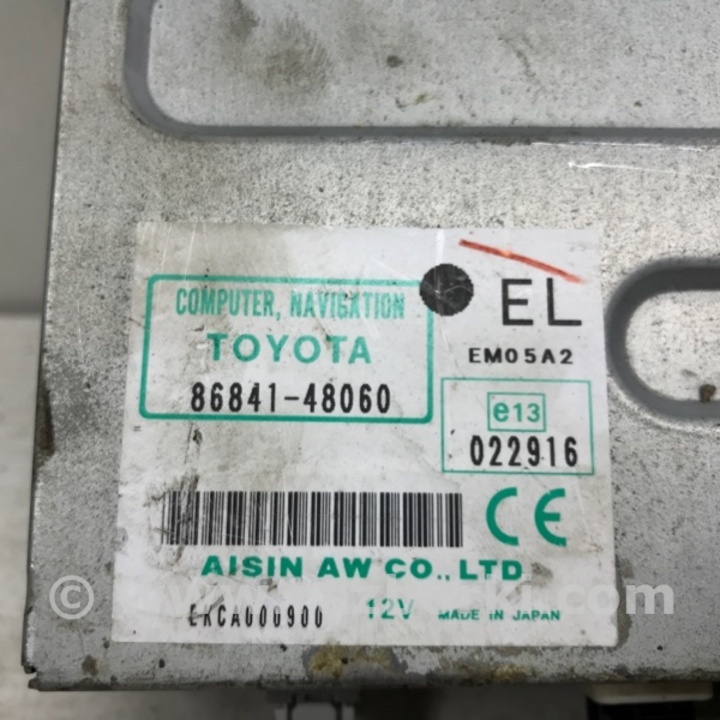 COMPUTER, NAVIGATION
TOYOTA
86841-48060
EL
EM05A2
e13
022916
CE
AISIN AW CO., LTD
12V MADE IN JAPAN